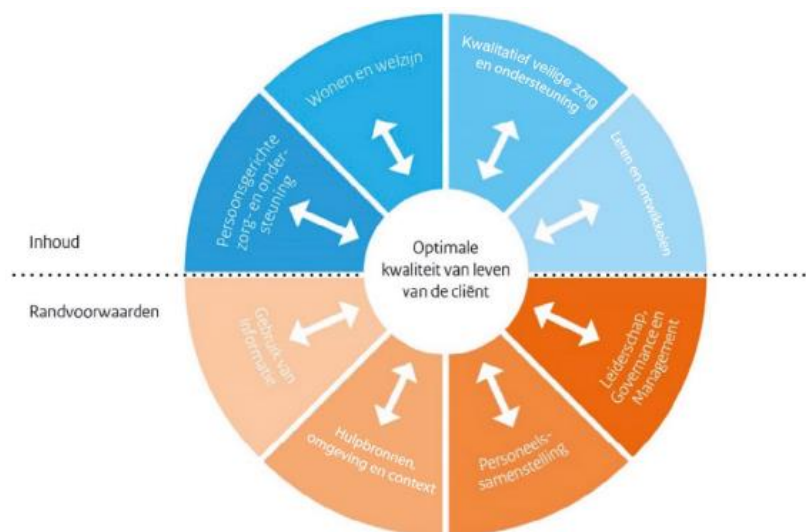 Wonen en welzijn
Kwalitatief veilige zorg
en ondersteuning
Persoonsgerichte
zorg- en onder-
steuning
Leren en ontwikkelen
Inhoud
Optimale
kwaliteit van leven
van de cliënt
Randvoorwaarden
Gebruik van
informatie
Leiderschap,
Governance en
Management
Hulpbronnen,
omgeving en context
Personeels-
samenstelling